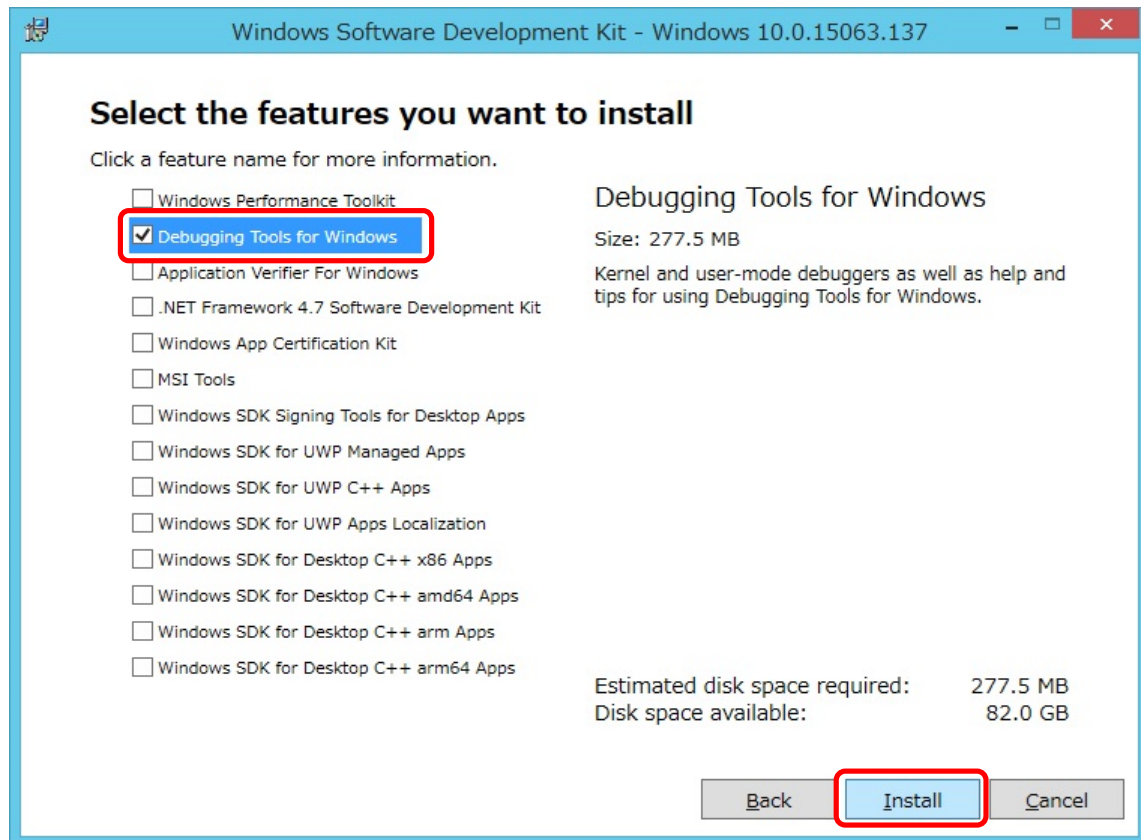 Windows Software Development Kit - Windows 10.0.15063.137
Select the features you want to install
Click a feature name for more information.
Windows Performance Toolkit
Debugging Tools for Windows
Application Verifier For Windows
.NET Framework 4.7 Software Development Kit
Windows App Certification Kit
MSI Tools
Windows SDK Signing Tools for Desktop Apps
Windows SDK for UWP Managed Apps
Windows SDK for UWP C++ Apps
Windows SDK for UWP Apps Localization
Windows SDK for Desktop C++ x86 Apps
Windows SDK for Desktop C++ amd64 Apps
Windows SDK for Desktop C++ arm Apps
Windows SDK for Desktop C++ arm64 Apps
Debugging Tools for Windows
Size: 277.5 MB
Kernel and user-mode debuggers as well as help and
tips for using Debugging Tools for Windows.
Estimated disk space required: 277.5 MB
Disk space available: 82.0 GB
Back Install Cancel